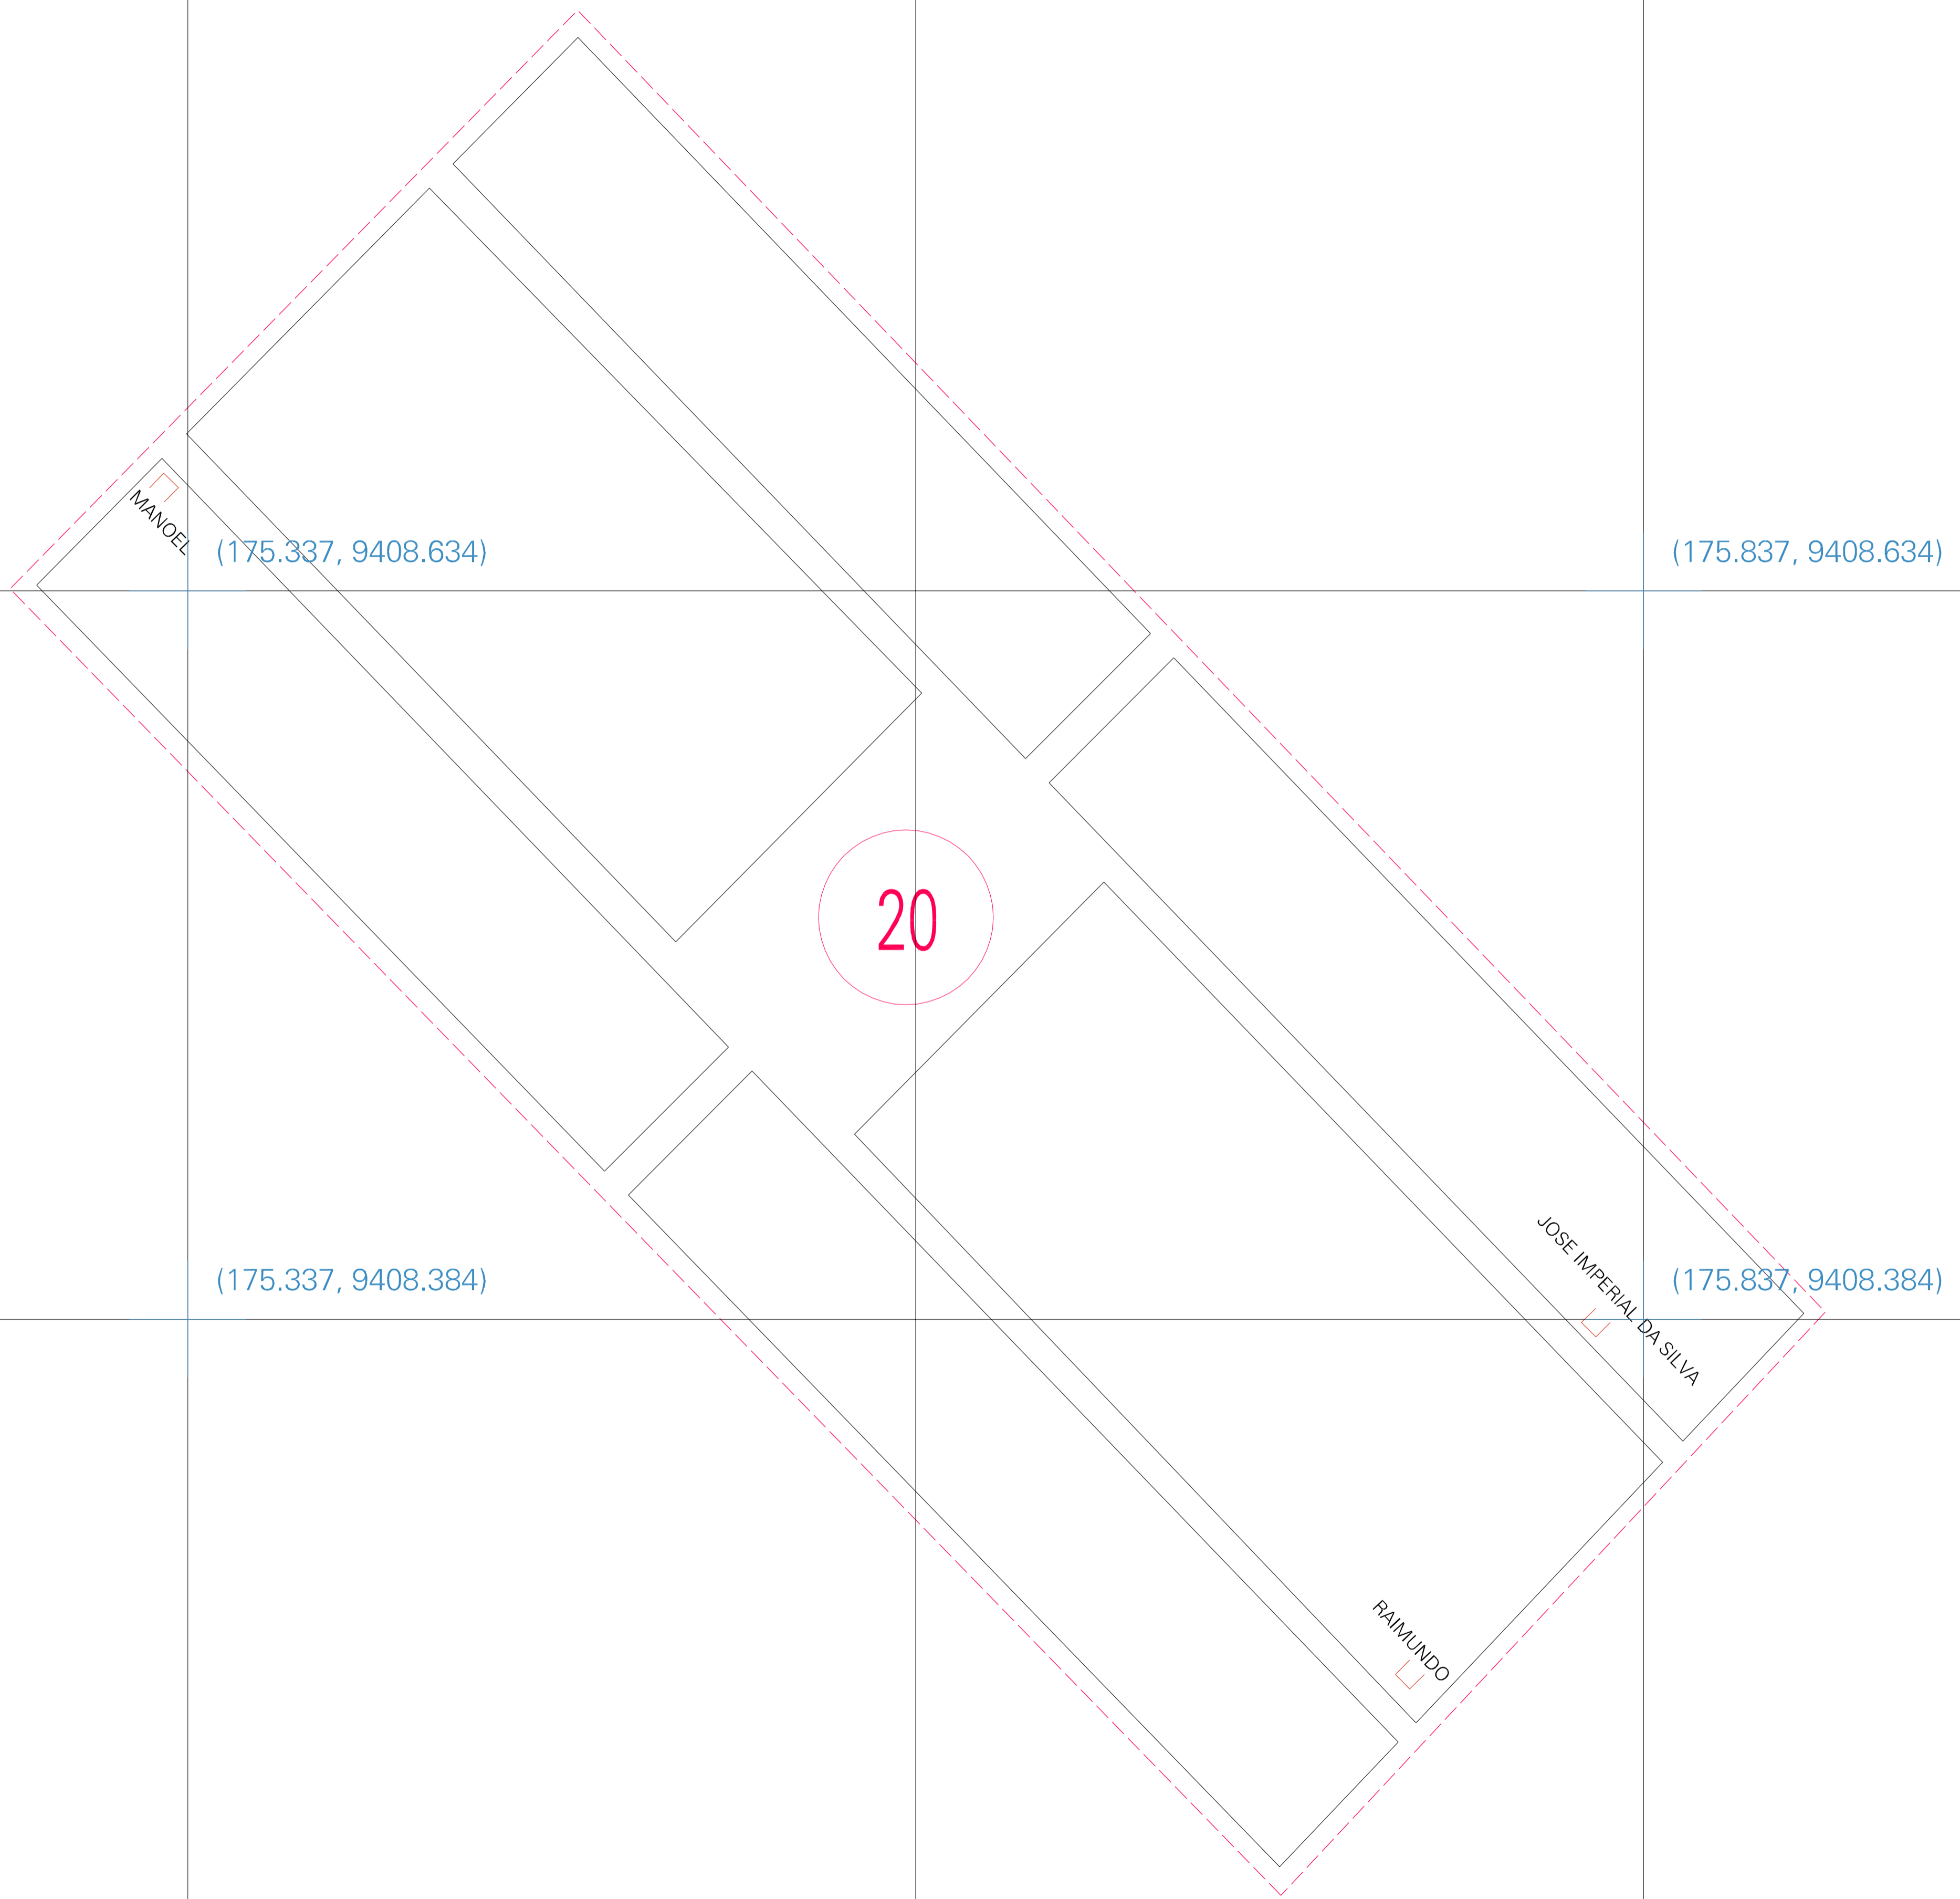 MANOEL
(175.337, 9408.634)
(175.837, 9408.634)
20
JOSE IMPERIAL DA SILVA
(175.337, 9408.384)
(175.837, 9408.384)
RAIMUNDO